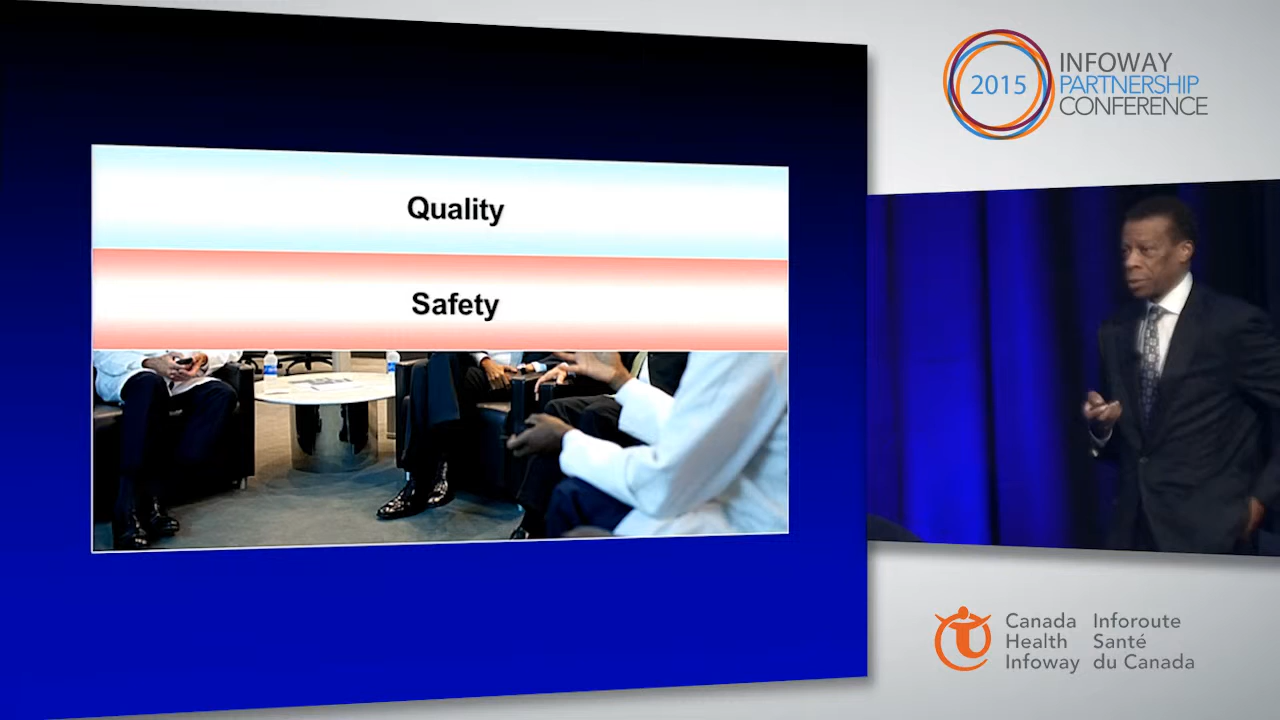 Quality
Safety
2015
INFOWAY
PARTNERSHIP
CONFERENCE
Canada Inforoute
Health Santé
Infoway du Canada